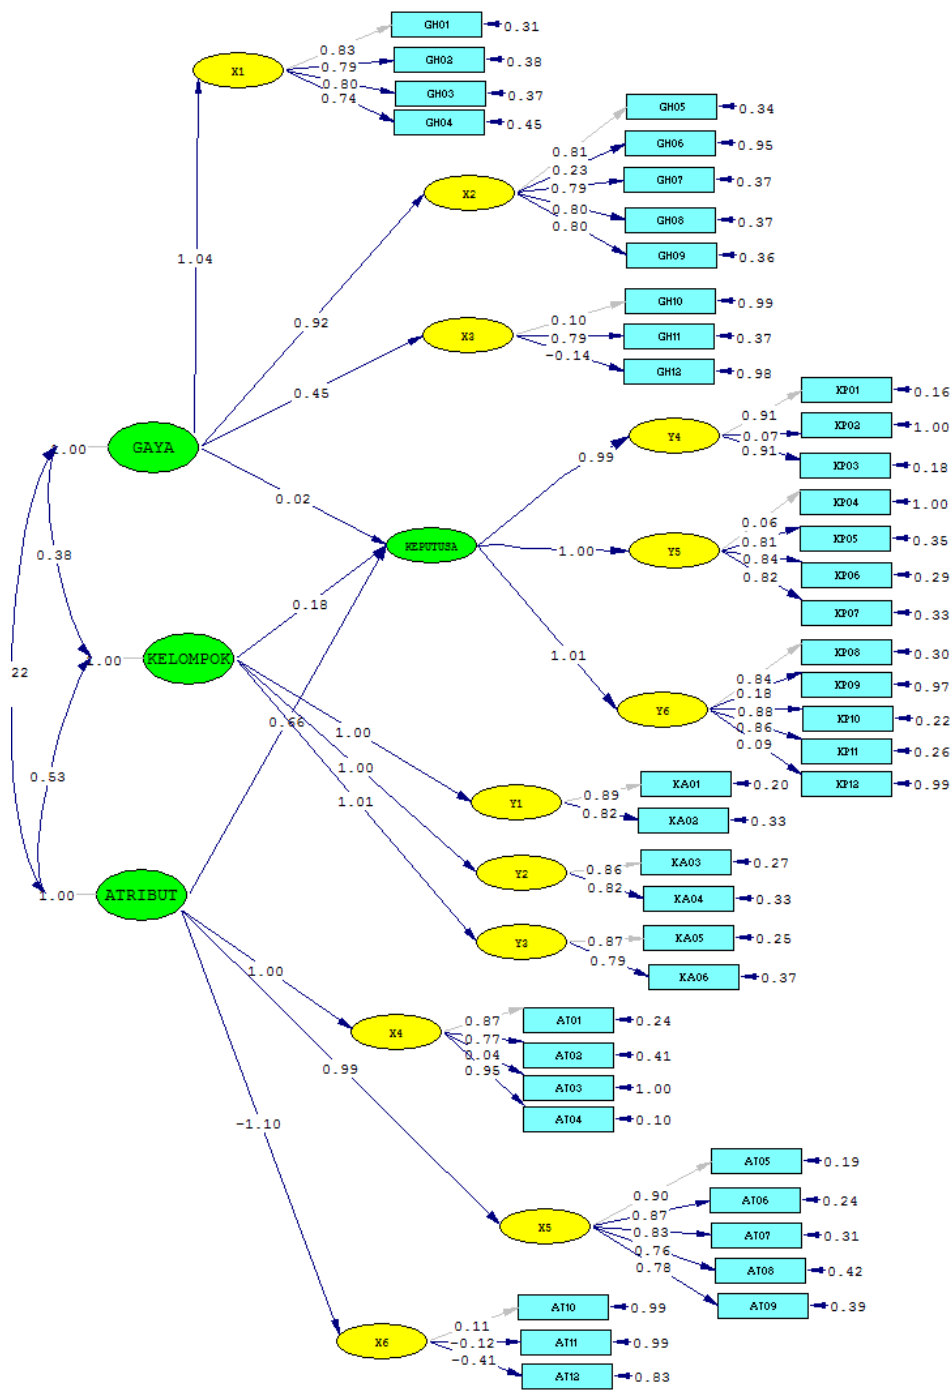 GH01
0.31
0.83
X1
0.79
GH02
0.38
0.80
GH03
0.37
0.74
GH04
0.45
GH05
0.34
0.81
GH06
0.95
0.23
X2
0.79
GH07
0.37
0.80
GH08
0.37
0.80
GH09
0.36
1.04
0.92
GH10
0.99
0.10
X3
0.79
GH11
0.37
-0.14
GH12
0.98
0.45
KP01
0.16
0.91
Y4
0.07
KP02
1.00
0.91
KP03
0.18
1.00
GAYA
0.99
0.02
KP04
1.00
0.06
KEPUTUSA
1.00
Y5
0.81
KP05
0.35
0.84
KP06
0.29
0.82
KP07
0.33
0.38
0.18
1.00
KELOMPOK
1.01
KP08
0.30
0.84
0.18
KP09
0.97
Y6
0.88
KP10
0.22
0.86
KP11
0.26
0.09
KP12
0.99
22
0.66
0.53
1.00
1.00
1.01
KA01
0.20
0.89
Y1
0.82
KA02
0.33
KA03
0.27
0.86
Y2
0.82
KA04
0.33
1.00
ATRIBUT
KA05
0.25
0.87
Y3
0.79
KA06
0.37
1.00
0.99
-1.10
AT01
0.24
0.87
X4
0.77
AT02
0.41
0.04
AT03
1.00
0.95
AT04
0.10
AT05
0.19
0.90
AT06
0.24
0.87
X5
0.83
AT07
0.31
0.76
AT08
0.42
0.78
AT09
0.39
AT10
0.99
0.11
X6
-0.12
AT11
0.99
-0.41
AT12
0.83